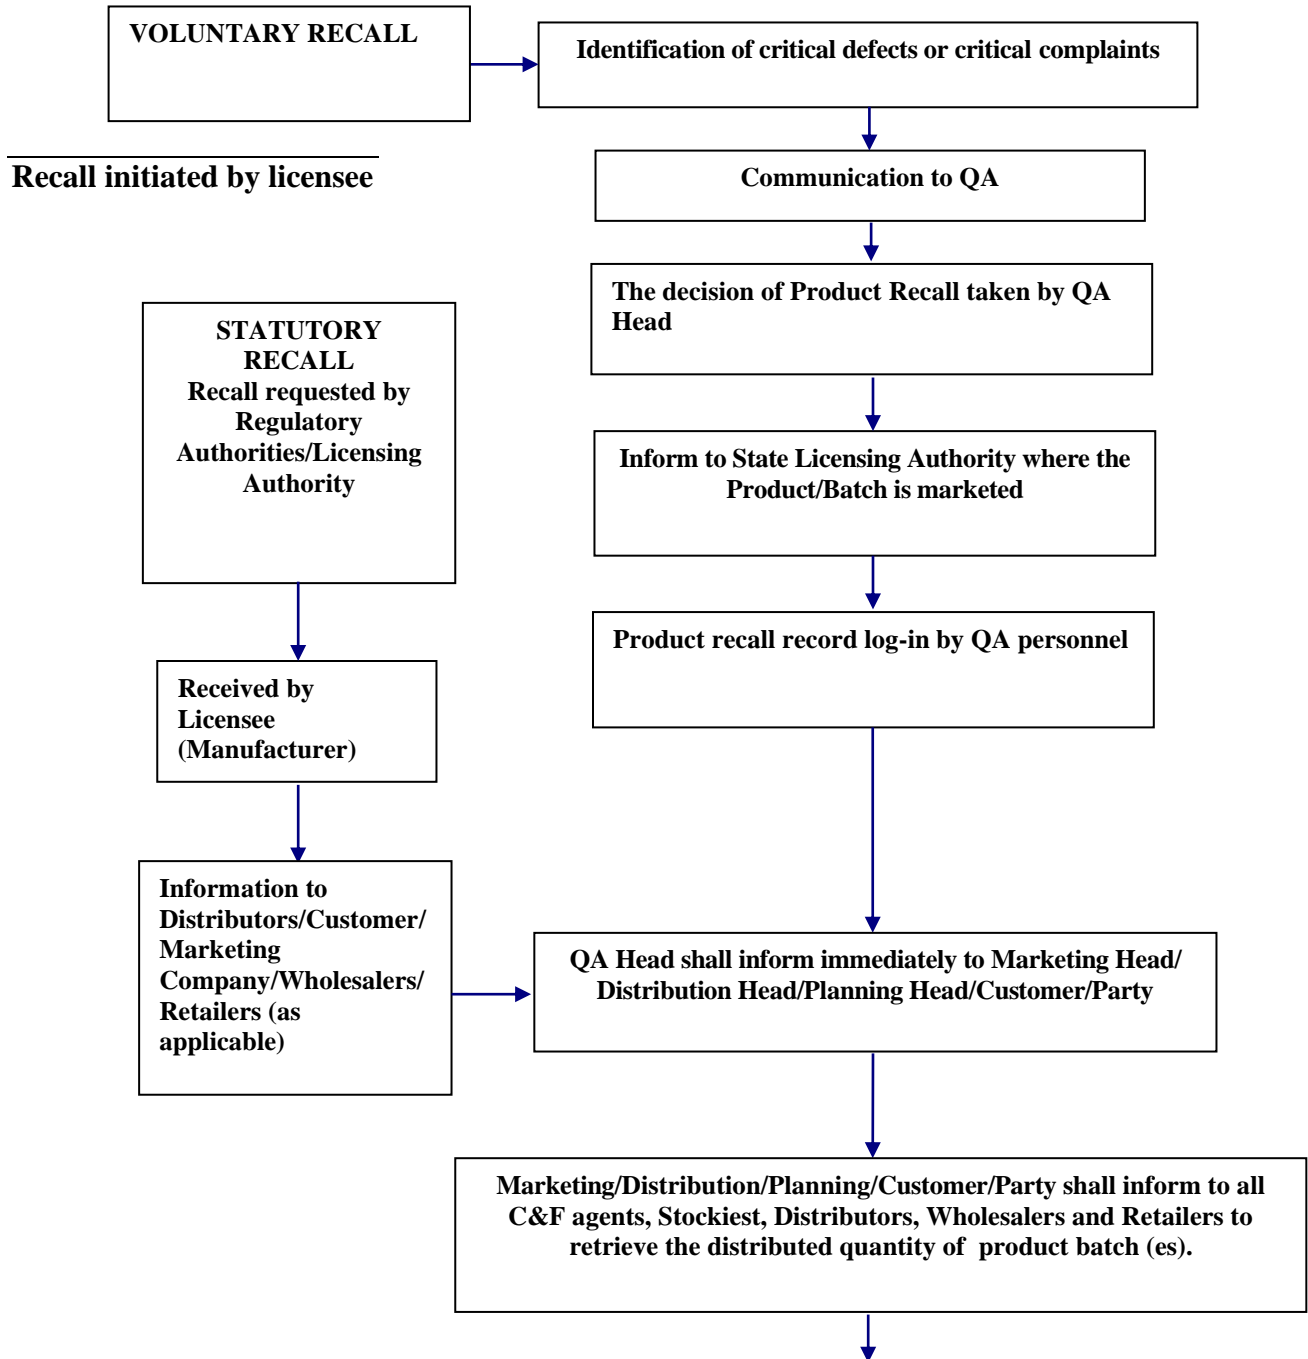 VOLUNTARY RECALL
Identification of critical defects or critical complaints
Recall initiated by licensee
Communication to QA
The decision of Product Recall taken by QA
Head
STATUTORY
RECALL
Recall requested by
Regulatory
Authorities/Licensing
Authority
Inform to State Licensing Authority where the
Product/Batch is marketed
Product recall record log-in by QA personnel
Received by
Licensee
(Manufacturer)
Information to
Distributors/Customer/
Marketing
Company/Wholesalers/
Retailers (as
applicable)
QA Head shall inform immediately to Marketing Head/
Distribution Head/Planning Head/Customer/Party
Marketing/Distribution/Planning/Customer/Party shall inform to all
C&F agents, Stockiest, Distributors, Wholesalers and Retailers to
retrieve the distributed quantity of product batch (es).